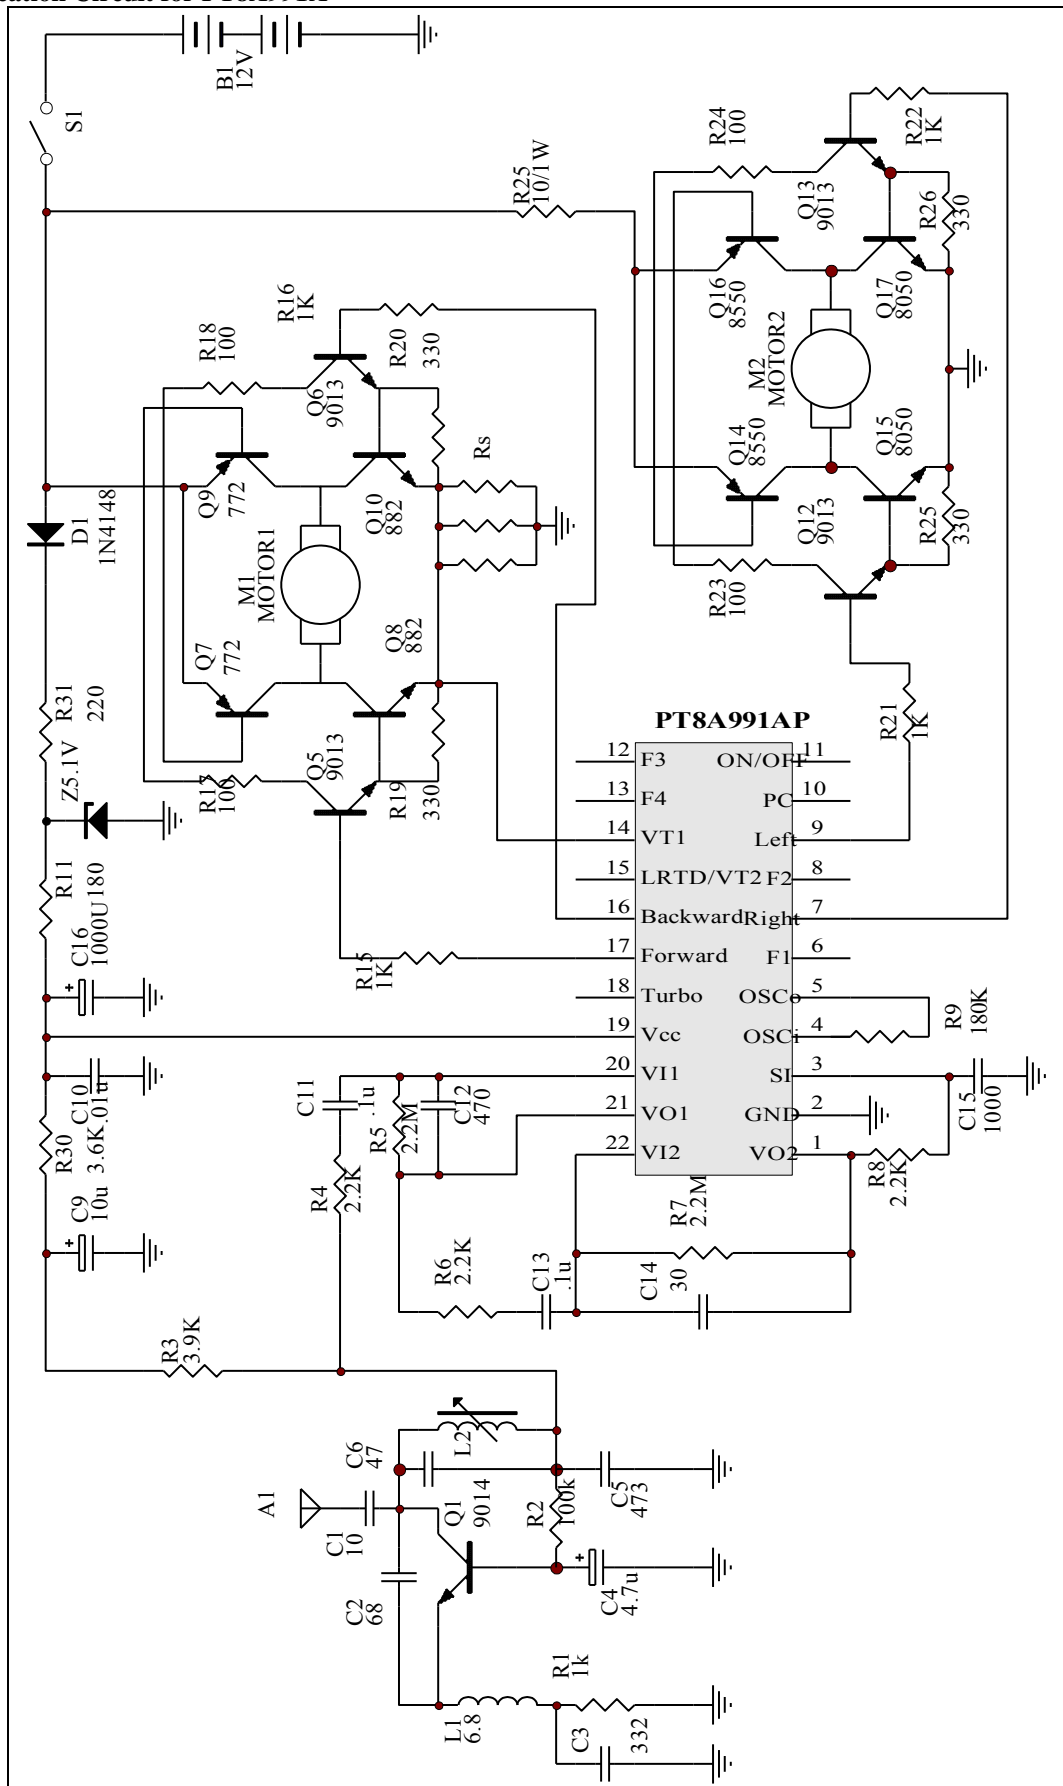 B1
12V
S1
R25
10/1W
R24
100
R22
1K
Q13
9013
R26
330
Q16
8550
Q17
8050
M2
MOTOR2
Q14
8550
Q15
8050
Q12
9013
R25
330
R23
100
R21
1K
R16
1K
R18
100
R20
330
Q6
9013
Rs
Q9
772
Q10
882
D1
1N4148
M1
MOTOR1
Q7
772
Q8
882
R31
220
Z5.1V
Q5
9013
R17
100
R19
330
R11
180
C16
1000U
R15
1K
PT8A991AP
12 F3 ON/OFF 11
13 F4 PC 10
14 VT1 Left 9
15 LRTD/VT2 F2 8
16 Backward Right 7
17 Forward F1 6
18 Turbo OSCo 5
19 Vcc OSCi 4
20 VI1 SI 3
21 VO1 GND 2
22 VI2 VO2 1
R9
180K
C15
1000
R8
2.2K
C10
.01u
R30
3.6K
C9
10u
C11
.1u
R5
2.2M
C12
470
R4
2.2K
R7
2.2M
R6
2.2K
C13
.1u
C14
30
R3
3.9K
L2
C6
47
A1
C1
10
Q1
9014
R2
100k
C5
473
C2
68
C4
4.7u
R1
1k
L1
6.8
C3
332